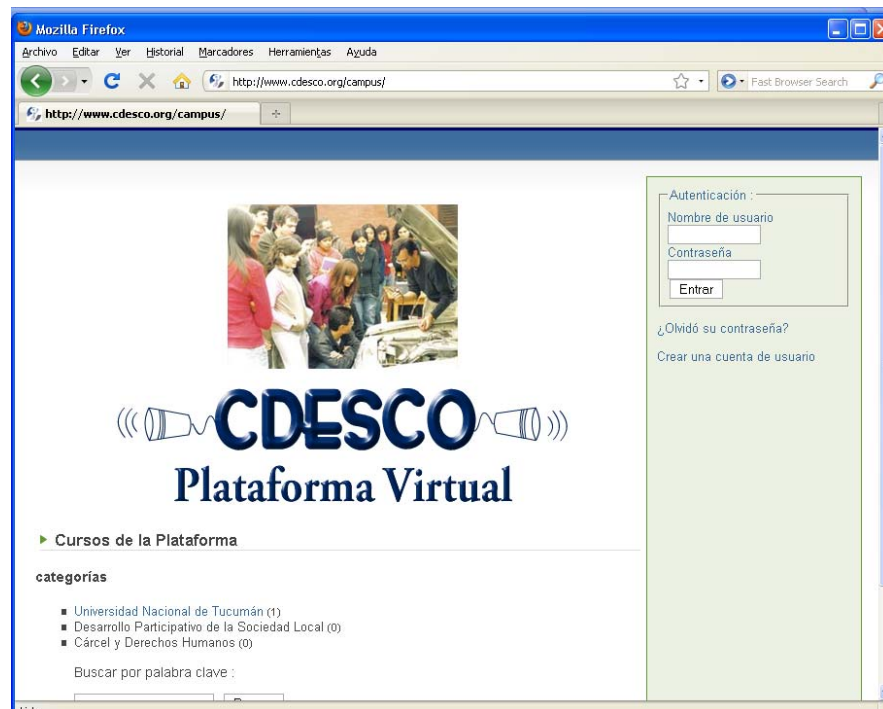 Mozilla Firefox
Archivo Editar Ver Historial Marcadores Herramientas Ayuda
http://www.cdesco.org/campus/
Fast Browser Search
http://www.cdesco.org/campus/
Autenticación :
Nombre de usuario
Contraseña
Entrar
¿Olvidó su contraseña?
Crear una cuenta de usuario
CDESCO
Plataforma Virtual
Cursos de la Plataforma
categorías
Universidad Nacional de Tucumán (1)
Desarrollo Participativo de la Sociedad Local (0)
Cárcel y Derechos Humanos (0)
Buscar por palabra clave :